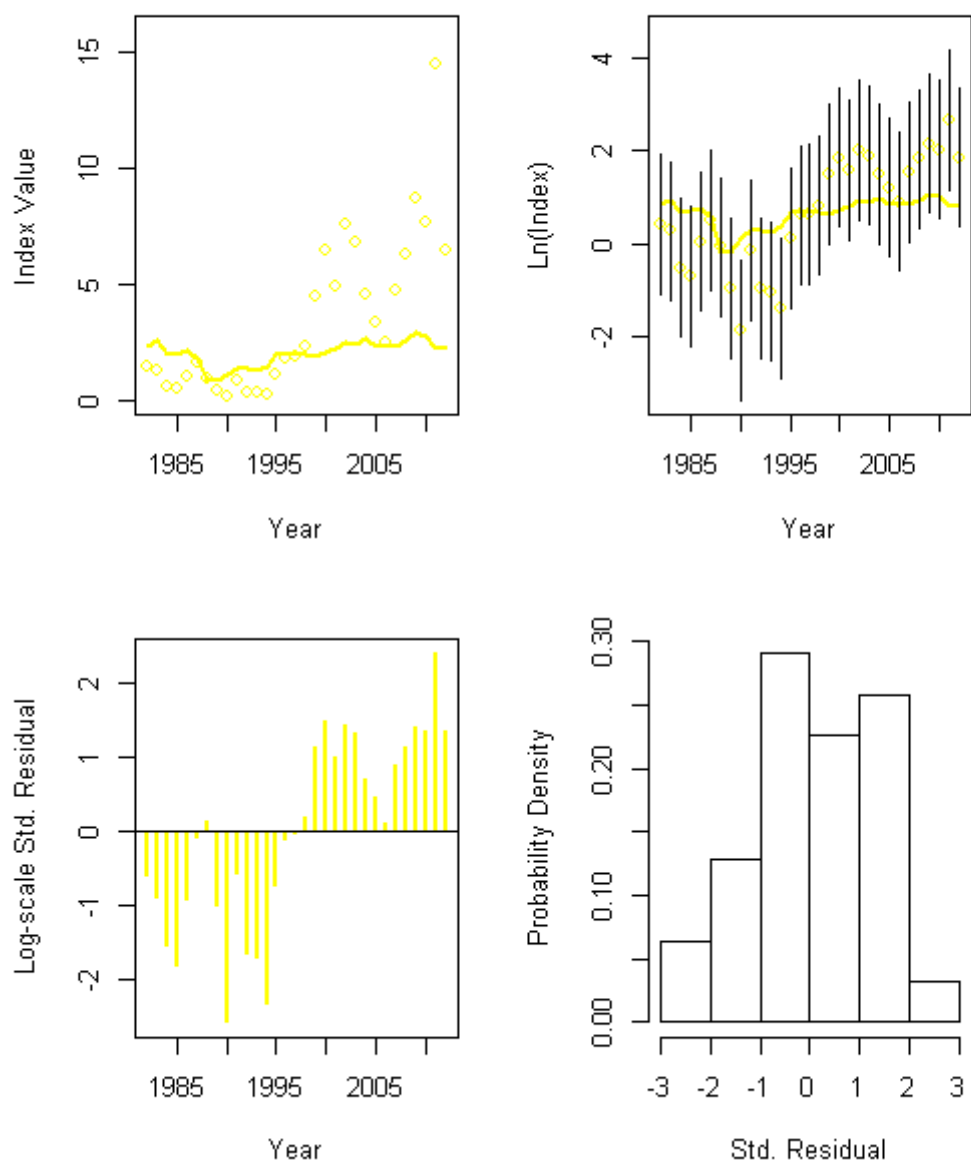 Index Value
15
10
5
0
1985 1995 2005
Year
Ln(Index)
4
2
0
-2
1985 1995 2005
Year
Log-scale Std. Residual
2
1
0
-1
-2
1985 1995 2005
Year
Probability Density
0.30
0.20
0.10
0.00
-3 -2 -1 0 1 2 3
Std. Residual